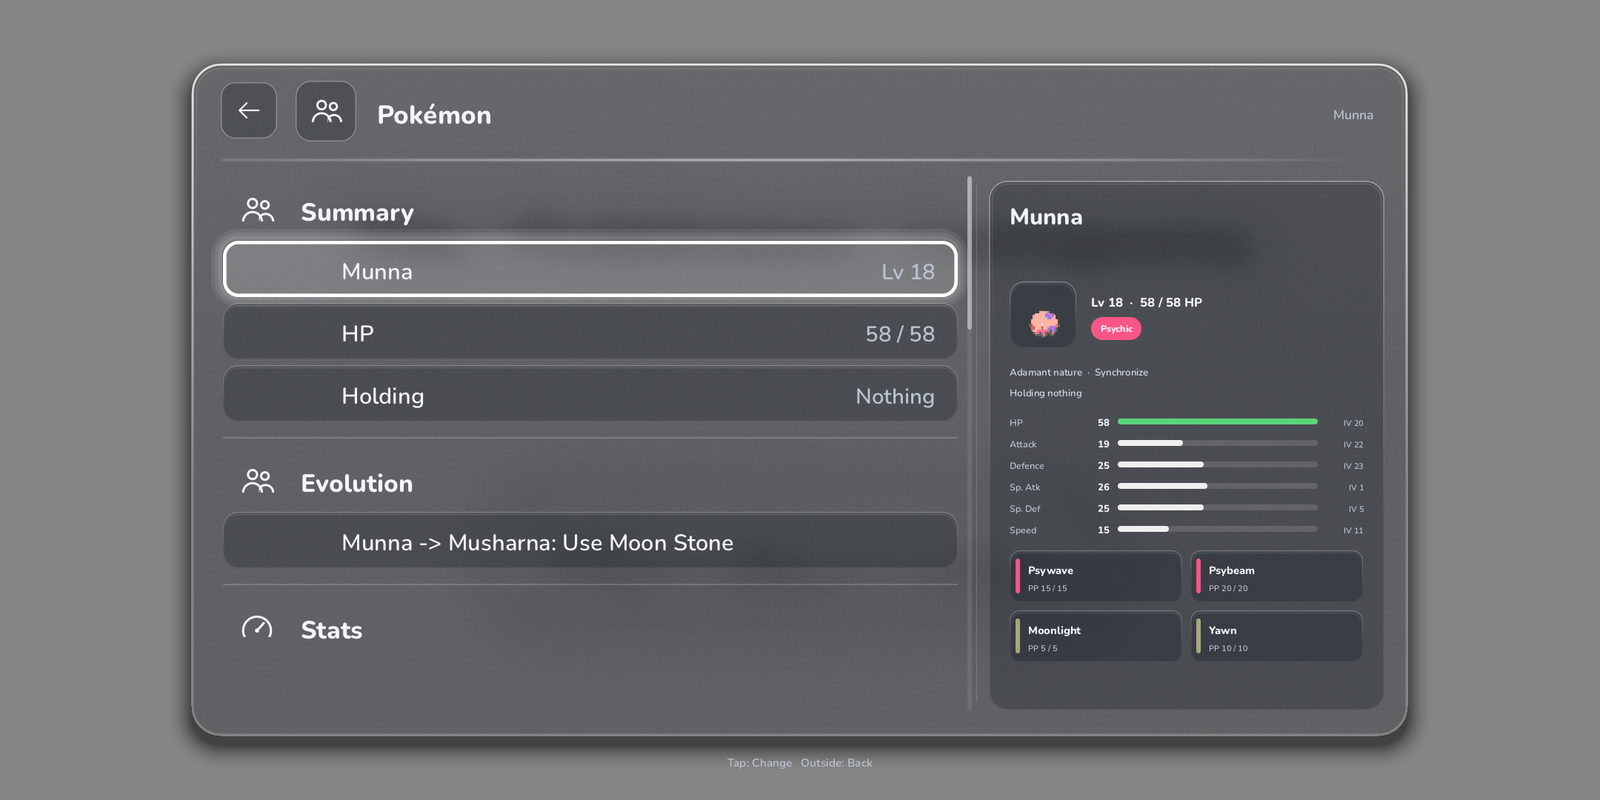 Pokémon
Munna
Summary
Munna Lv 18
HP 58 / 58
Holding Nothing
Evolution
Munna -> Musharna: Use Moon Stone
Stats
Munna
Lv 18 · 58 / 58 HP
Psychic
Adamant nature · Synchronize
Holding nothing
HP 58 IV 20
Attack 19 IV 22
Defence 25 IV 23
Sp. Atk 26 IV 1
Sp. Def 25 IV 5
Speed 15 IV 11
Psywave
PP 15 / 15
Psybeam
PP 20 / 20
Moonlight
PP 5 / 5
Yawn
PP 10 / 10
Tap: Change Outside: Back